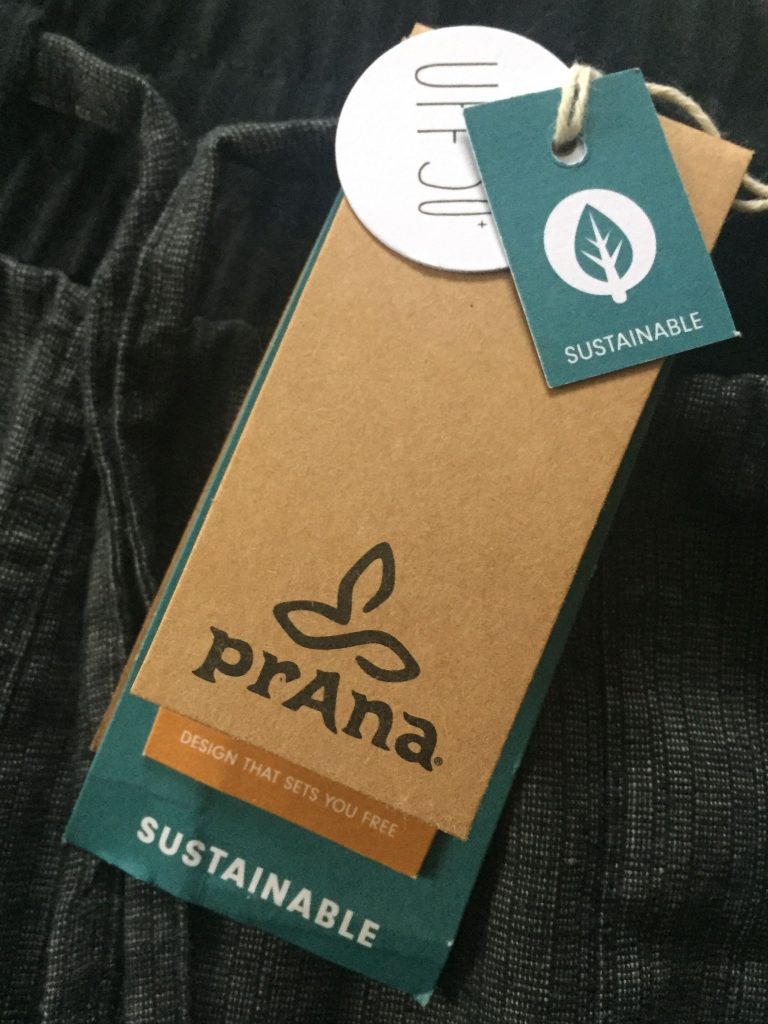 UPF 50+
SUSTAINABLE
prAna®
DESIGN THAT SETS YOU FREE
SUSTAINABLE